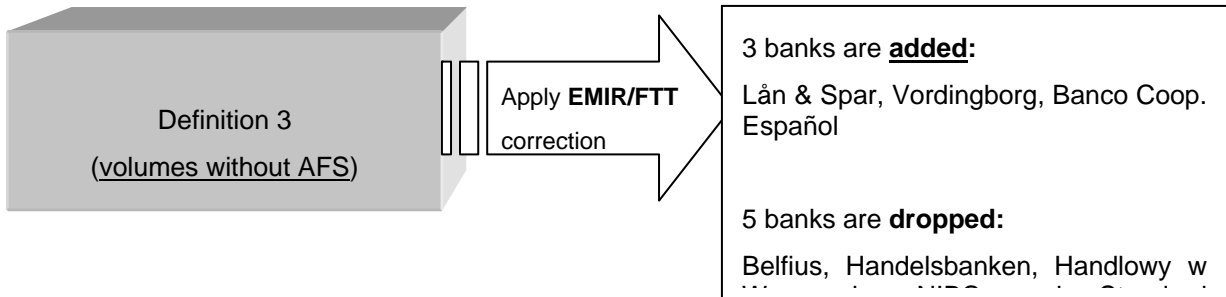 Definition 3
(volumes without AFS)
Apply EMIR/FTT
correction
3 banks are added:
Lån & Spar, Vordingborg, Banco Coop.
Español
5 banks are dropped:
Belfius, Handelsbanken, Handlowy w